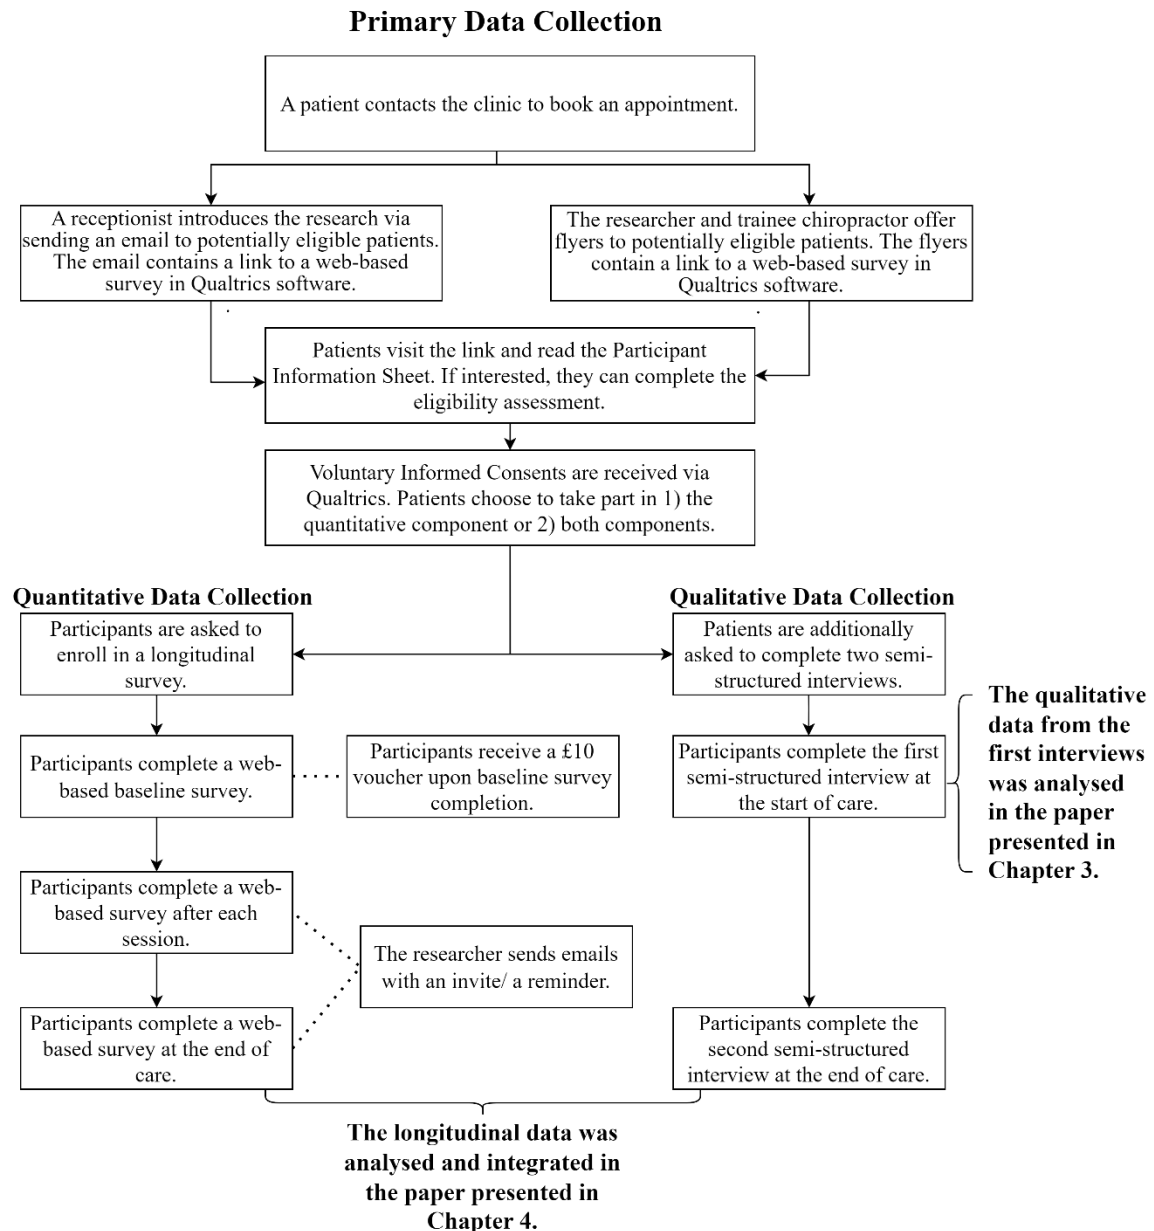 Primary Data Collection
A patient contacts the clinic to book an appointment.
A receptionist introduces the research via
sending an email to potentially eligible patients.
The email contains a link to a web-based
survey in Qualtrics software.
The researcher and trainee chiropractor offer
flyers to potentially eligible patients. The flyers
contain a link to a web-based survey in
Qualtrics software.
Patients visit the link and read the Participant
Information Sheet. If interested, they can complete the
eligibility assessment.
Voluntary Informed Consents are received via
Qualtrics. Patients choose to take part in 1) the
quantitative component or 2) both components.
Quantitative Data Collection
Participants are asked to
enroll in a longitudinal
survey.
Participants complete a web-
based baseline survey.
Participants receive a £10
voucher upon baseline survey
completion.
Participants complete a web-
based survey after each
session.
The researcher sends emails
with an invite/ a reminder.
Participants complete a web-
based survey at the end of
care.
Qualitative Data Collection
Patients are additionally
asked to complete two semi-
structured interviews.
Participants complete the first
semi-structured interview at
the start of care.
The qualitative
data from the
first interviews
was analysed
in the paper
presented in
Chapter 3.
Participants complete the
second semi-structured
interview at the end of care.
The longitudinal data was
analysed and integrated in
the paper presented in
Chapter 4.